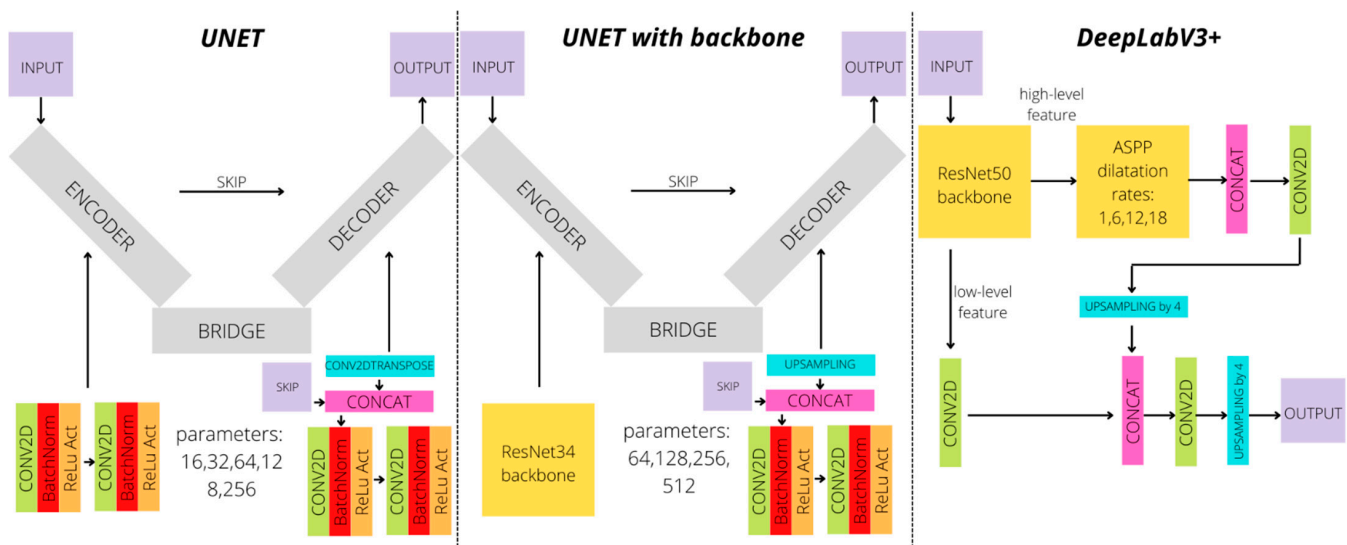 UNET
INPUT
OUTPUT
ENCODER
SKIP
DECODER
BRIDGE
CONV2D
BatchNorm
ReLu Act
CONV2D
BatchNorm
ReLu Act
parameters:
16,32,64,12
8,256
CONV2DTRANSPOSE
SKIP
CONCAT
CONV2D
BatchNorm
ReLu Act
CONV2D
BatchNorm
ReLu Act
UNET with backbone
INPUT
OUTPUT
ENCODER
SKIP
DECODER
BRIDGE
ResNet34
backbone
parameters:
64,128,256,
512
UPSAMPLING
SKIP
CONCAT
CONV2D
BatchNorm
ReLu Act
CONV2D
BatchNorm
ReLu Act
DeepLabV3+
INPUT
high-level
feature
ResNet50
backbone
ASPP
dilatation
rates:
1,6,12,18
CONCAT
CONV2D
low-level
feature
UPSAMPLING by 4
CONV2D
CONCAT
CONV2D
UPSAMPLING by 4
OUTPUT